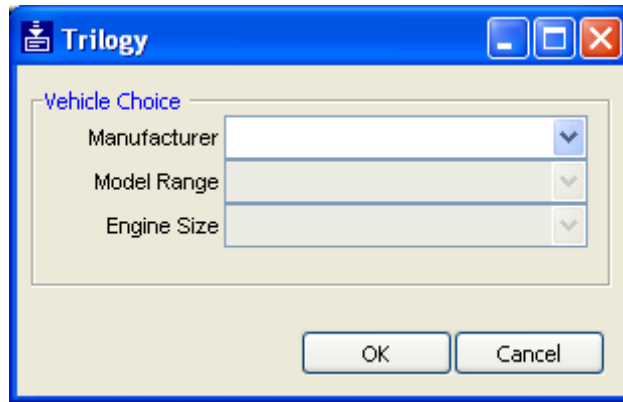 Trilogy
Vehicle Choice
Manufacturer
Model Range
Engine Size
OK Cancel